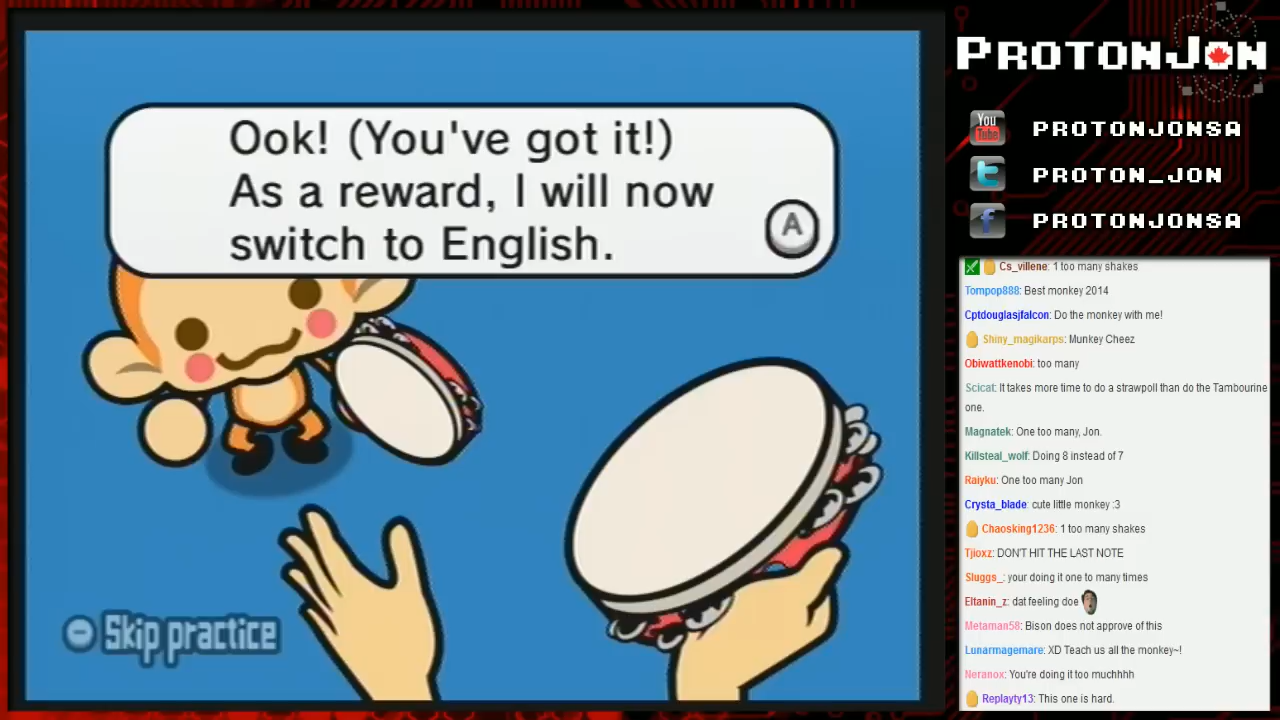 Ook! (You've got it!)
As a reward, I will now
switch to English.
A
Skip practice
PROTONJON
You
Tube
PROTONJONSA
PROTON_JON
PROTONJONSA
Cs_villene: 1 too many shakes
Tompop888: Best monkey 2014
Cptdouglasjfalcon: Do the monkey with me!
Shiny_magikarps: Munkey Cheez
Obiwattkenobi: too many
Scicat: It takes more time to do a strawpoll than do the Tambourine
one.
Magnatek: One too many, Jon.
Killsteal_wolf: Doing 8 instead of 7
Raiyku: One too many Jon
Crysta_blade: cute little monkey :3
Chaosking1236: 1 too many shakes
Tjioxz: DON'T HIT THE LAST NOTE
Sluggs_: your doing it one to many times
Eltanin_z: dat feeling doe
Metaman58: Bison does not approve of this
Lunarmagemare: XD Teach us all the monkey~!
Neranox: You're doing it too muchhhh
Replayty13: This one is hard.